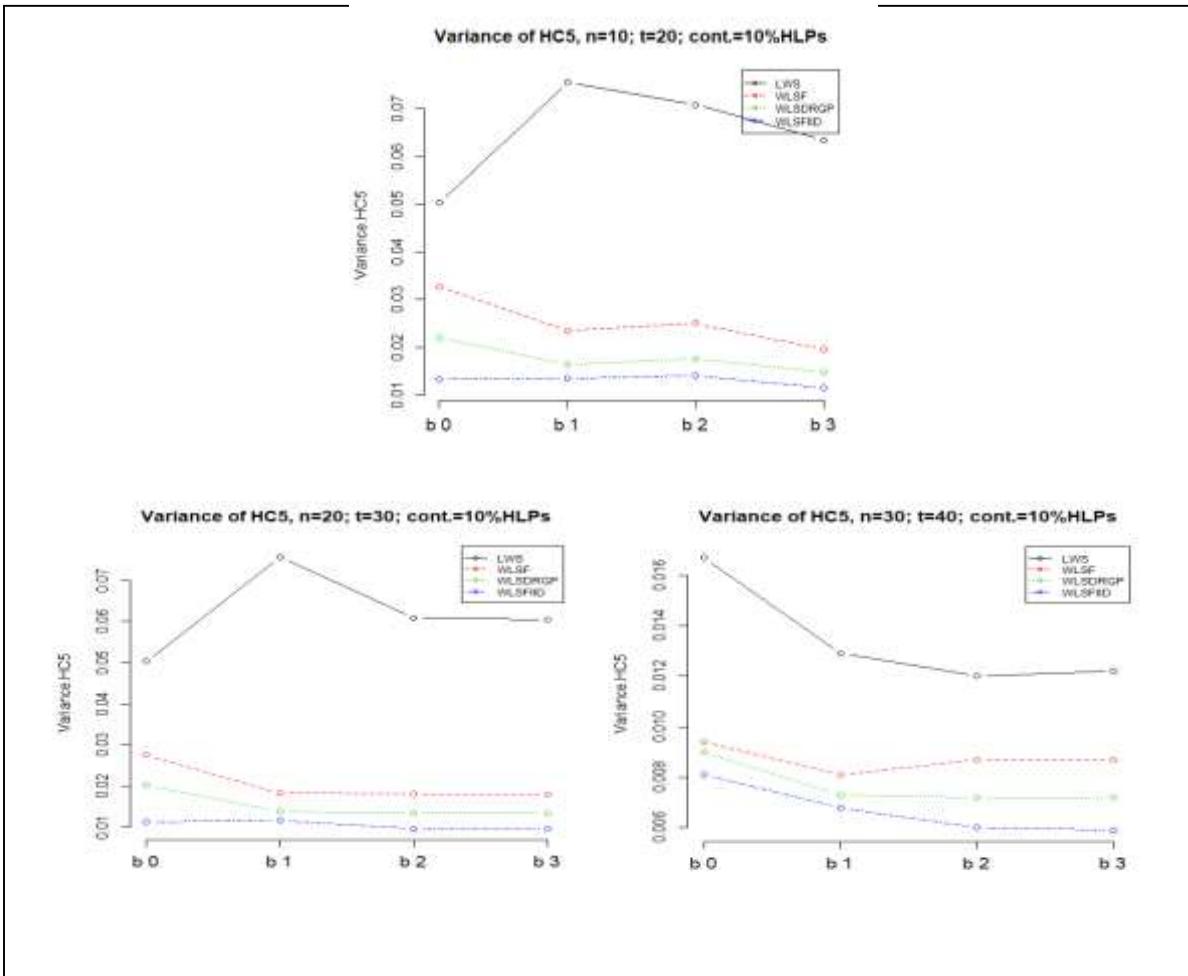 Variance of HC5, n=10; t=20; cont.=10%HLPs
LWS
WLSF
WLSDRGP
WLSFIID
Variance.HC5
0.07
0.06
0.05
0.04
0.03
0.02
0.01
b 0 b 1 b 2 b 3
Variance of HC5, n=20; t=30; cont.=10%HLPs
LWS
WLSF
WLSDRGP
WLSFIID
Variance.HC5
0.07
0.06
0.05
0.04
0.03
0.02
0.01
b 0 b 1 b 2 b 3
Variance of HC5, n=30; t=40; cont.=10%HLPs
LWS
WLSF
WLSDRGP
WLSFIID
Variance.HC5
0.016
0.014
0.012
0.010
0.008
0.006
b 0 b 1 b 2 b 3